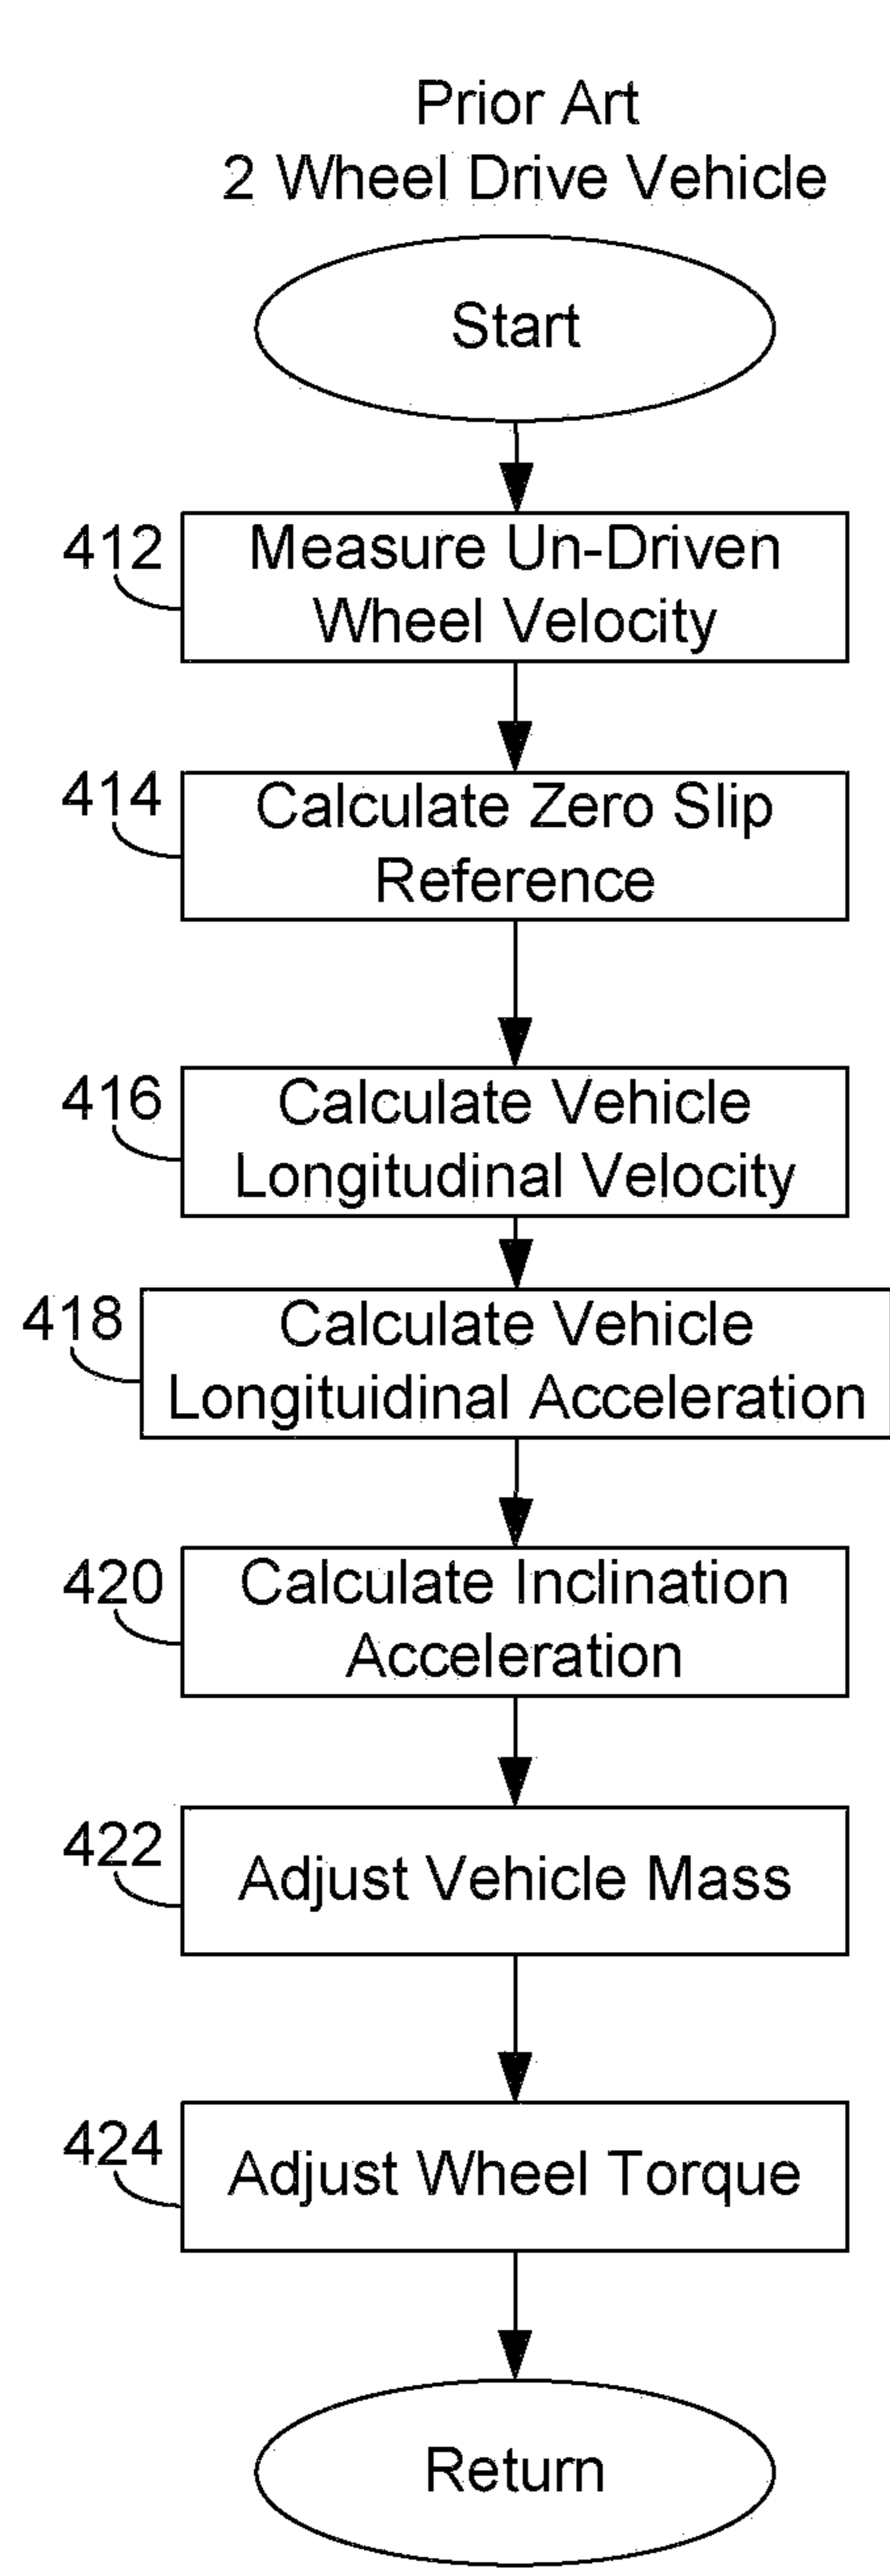 Prior Art
2 Wheel Drive Vehicle
Start
412
Measure Un-Driven
Wheel Velocity
414
Calculate Zero Slip
Reference
416
Calculate Vehicle
Longitudinal Velocity
418
Calculate Vehicle
Longituidinal Acceleration
420
Calculate Inclination
Acceleration
422
Adjust Vehicle Mass
424
Adjust Wheel Torque
Return